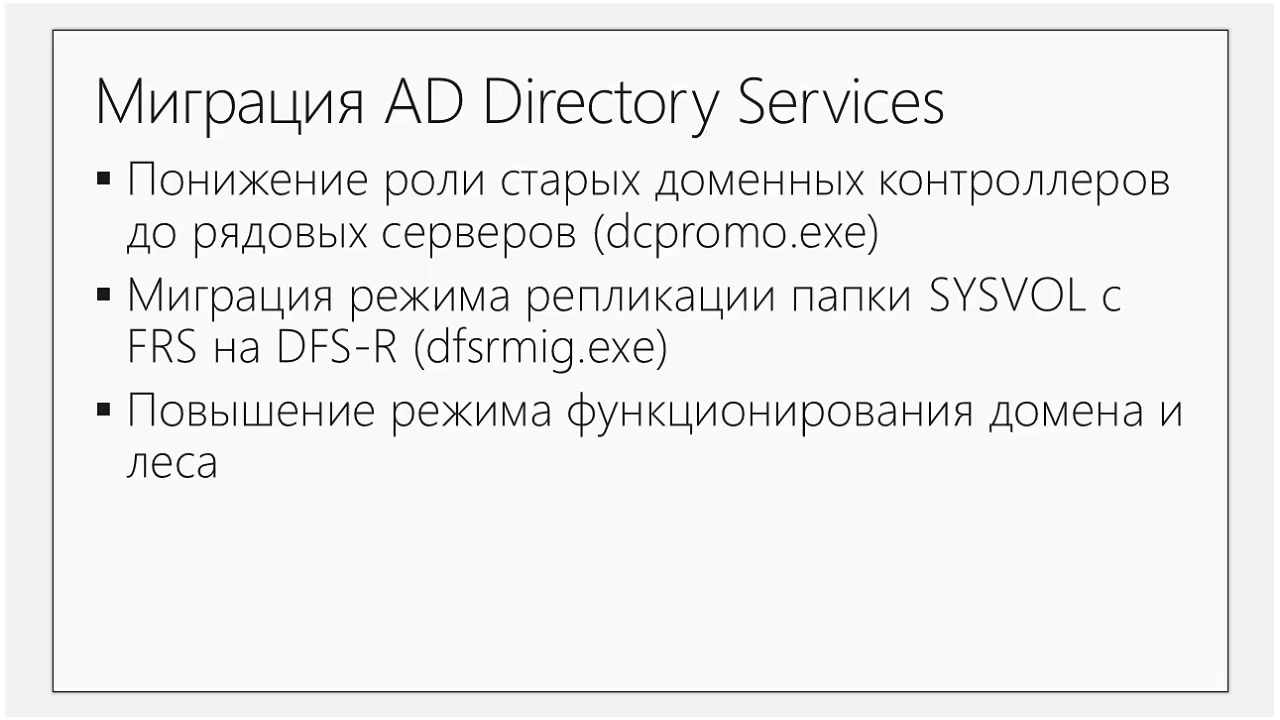 Миграция AD Directory Services
▪ Понижение роли старых доменных контроллеров
до рядовых серверов (dcpromo.exe)
▪ Миграция режима репликации папки SYSVOL с
FRS на DFS-R (dfsrmig.exe)
▪ Повышение режима функционирования домена и
леса